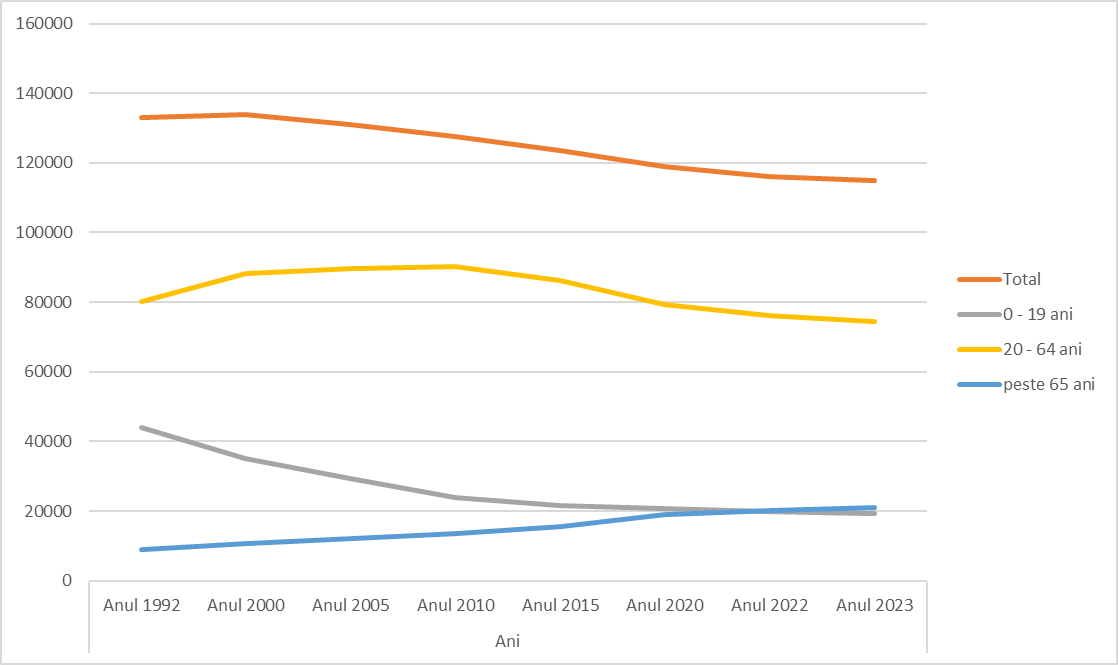 160000
140000
120000
100000
80000
60000
40000
20000
0
Anul 1992 Anul 2000 Anul 2005 Anul 2010 Anul 2015 Anul 2020 Anul 2022 Anul 2023
Ani
Total
0 - 19 ani
20 - 64 ani
peste 65 ani